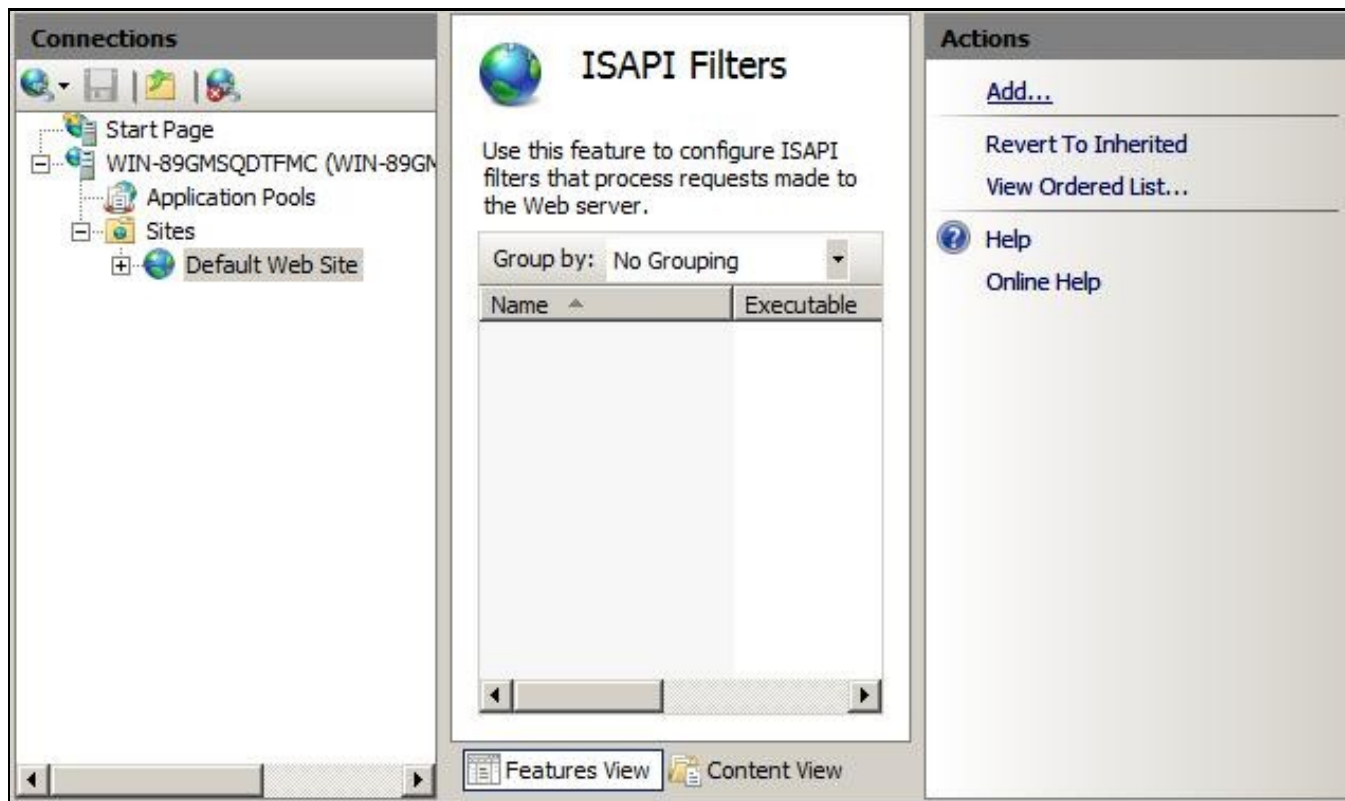 Connections
Start Page
WIN-89GMSQDTFMC (WIN-89GM
Application Pools
Sites
Default Web Site
ISAPI Filters
Use this feature to configure ISAPI
filters that process requests made to
the Web server.
Group by: No Grouping
Name Executable
Features View Content View
Actions
Add...
Revert To Inherited
View Ordered List...
Help
Online Help